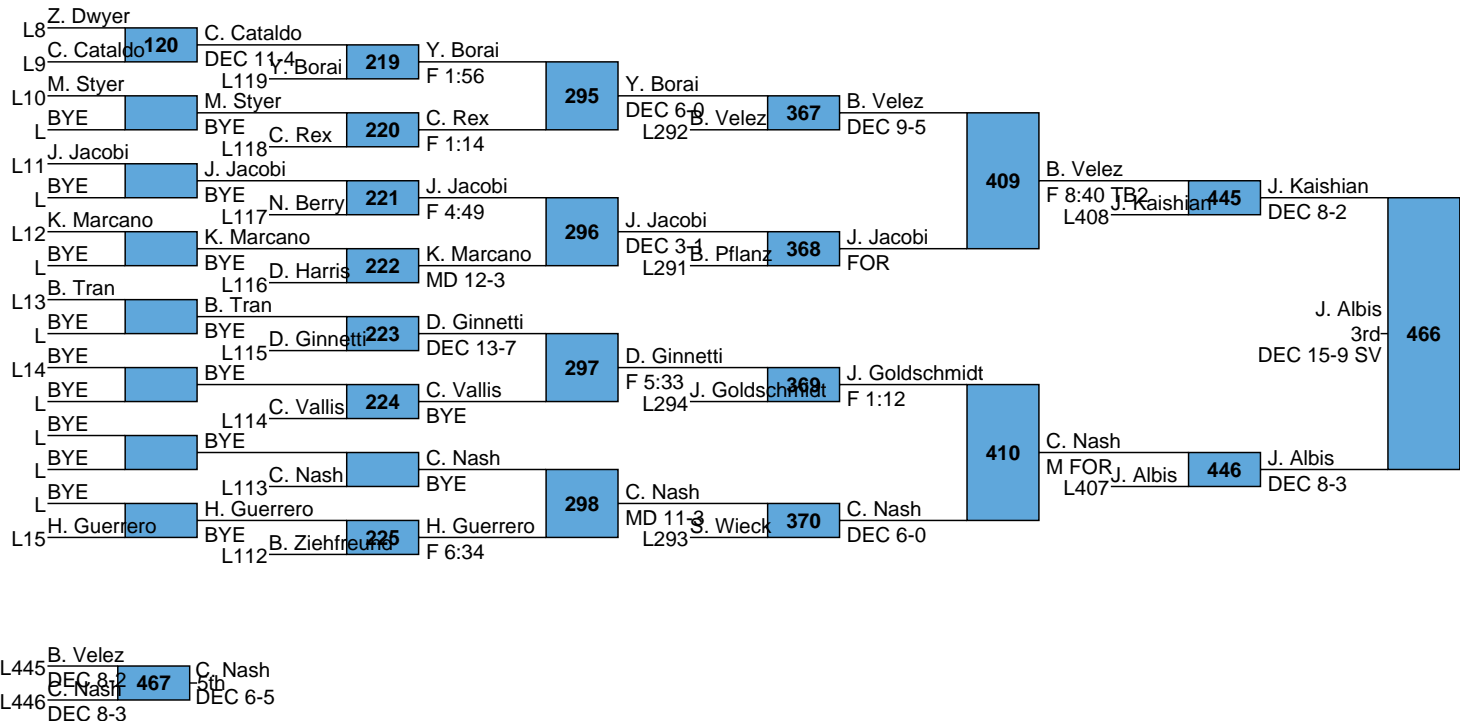 Z. Dwyer
L8
C. Cataldo
L9
120
C. Cataldo
DEC 11-4
M. Styer
L10
BYE
L
M. Styer
BYE
J. Jacobi
L11
BYE
L
J. Jacobi
BYE
K. Marcano
L12
BYE
L
K. Marcano
BYE
B. Tran
L13
BYE
L
B. Tran
BYE
BYE
L14
BYE
L
BYE
BYE
L
BYE
L
BYE
BYE
L
H. Guerrero
L15
H. Guerrero
BYE
Y. Borai
L119
219
Y. Borai
F 1:56
C. Rex
L118
220
C. Rex
F 1:14
N. Berry
L117
221
J. Jacobi
F 4:49
D. Harris
L116
222
K. Marcano
MD 12-3
D. Ginnetti
L115
223
D. Ginnetti
DEC 13-7
C. Vallis
L114
224
C. Vallis
BYE
C. Nash
L113
C. Nash
BYE
B. Ziehfreund
L112
225
H. Guerrero
F 6:34
295
Y. Borai
DEC 6-0
296
J. Jacobi
DEC 3-1
297
D. Ginnetti
F 5:33
298
C. Nash
MD 11-3
B. Velez
L292
367
B. Velez
DEC 9-5
B. Pflanz
L291
368
J. Jacobi
FOR
J. Goldschmidt
L294
369
J. Goldschmidt
F 1:12
S. Wieck
L293
370
C. Nash
DEC 6-0
409
B. Velez
F 8:40 TB2
410
C. Nash
M FOR
J. Kaishian
L408
445
J. Kaishian
DEC 8-2
J. Albis
L407
446
J. Albis
DEC 8-3
466
J. Albis
3rd
DEC 15-9 SV
B. Velez
L445
DEC 8-2
C. Nash
L446
DEC 8-3
467
C. Nash
5th
DEC 6-5